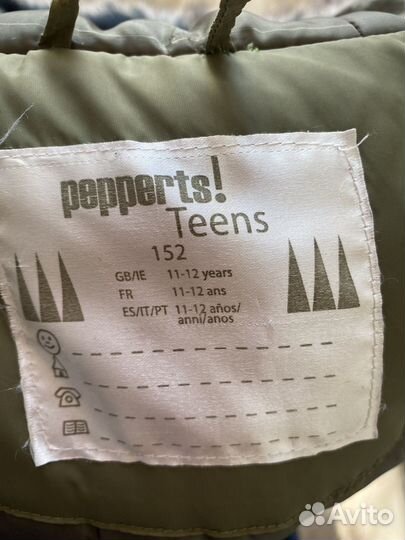 pepperts!
Teens
152
GB/IE 11-12 years
FR 11-12 ans
ES/IT/PT 11-12 años/
anni/anos
Avito